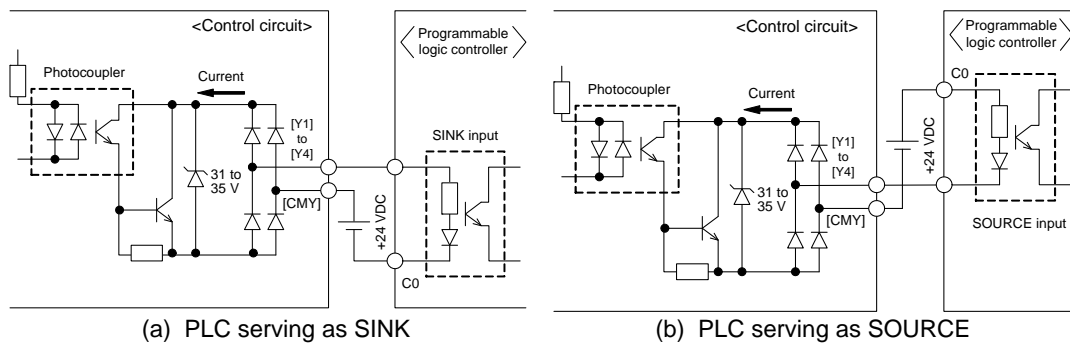 <Control circuit>
Programmable
logic controller
Photocoupler
Current
[Y1]
to
[Y4]
SINK input
31 to
35 V
[CMY]
+24 VDC
C0
(a) PLC serving as SINK
<Control circuit>
Programmable
logic controller
C0
Photocoupler
Current
[Y1]
to
[Y4]
+24 VDC
31 to
35 V
[CMY]
SOURCE input
(b) PLC serving as SOURCE